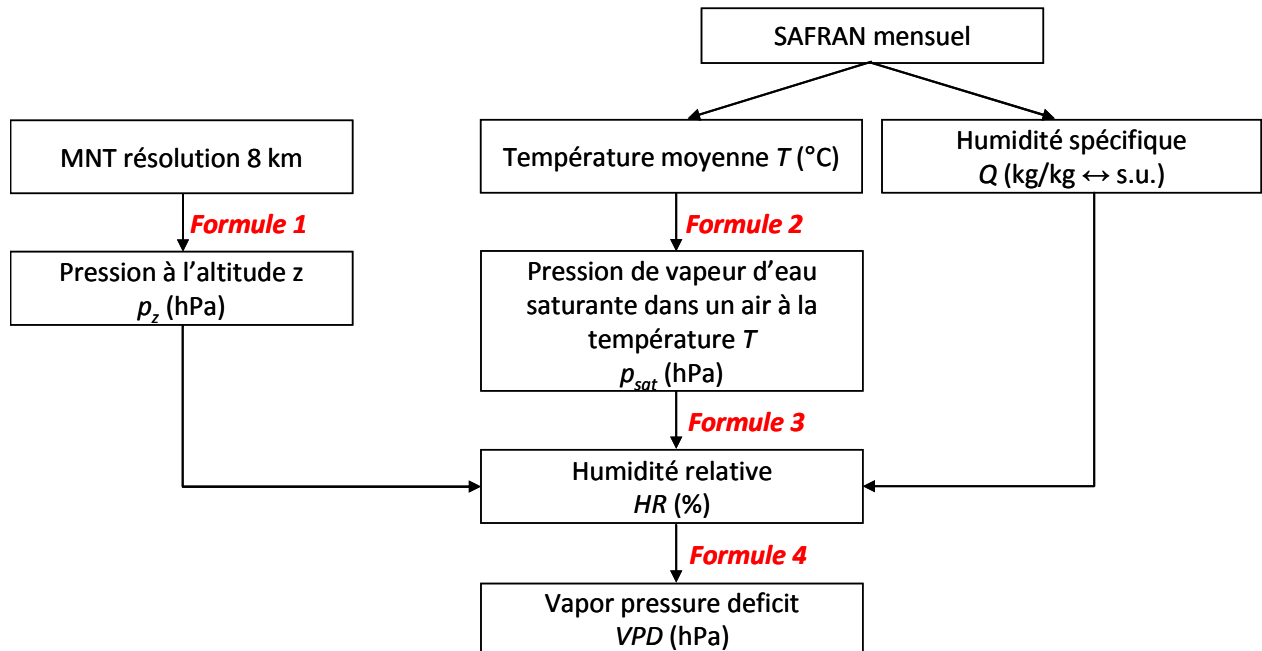 SAFRAN mensuel
MNT résolution 8 km
Température moyenne T (°C)
Humidité spécifique
Q (kg/kg ↔ s.u.)
Formule 1
Formule 2
Pression à l’altitude z
p_z (hPa)
Pression de vapeur d’eau
saturante dans un air à la
température T
p_sat (hPa)
Formule 3
Humidité relative
HR (%)
Formule 4
Vapor pressure deficit
VPD (hPa)